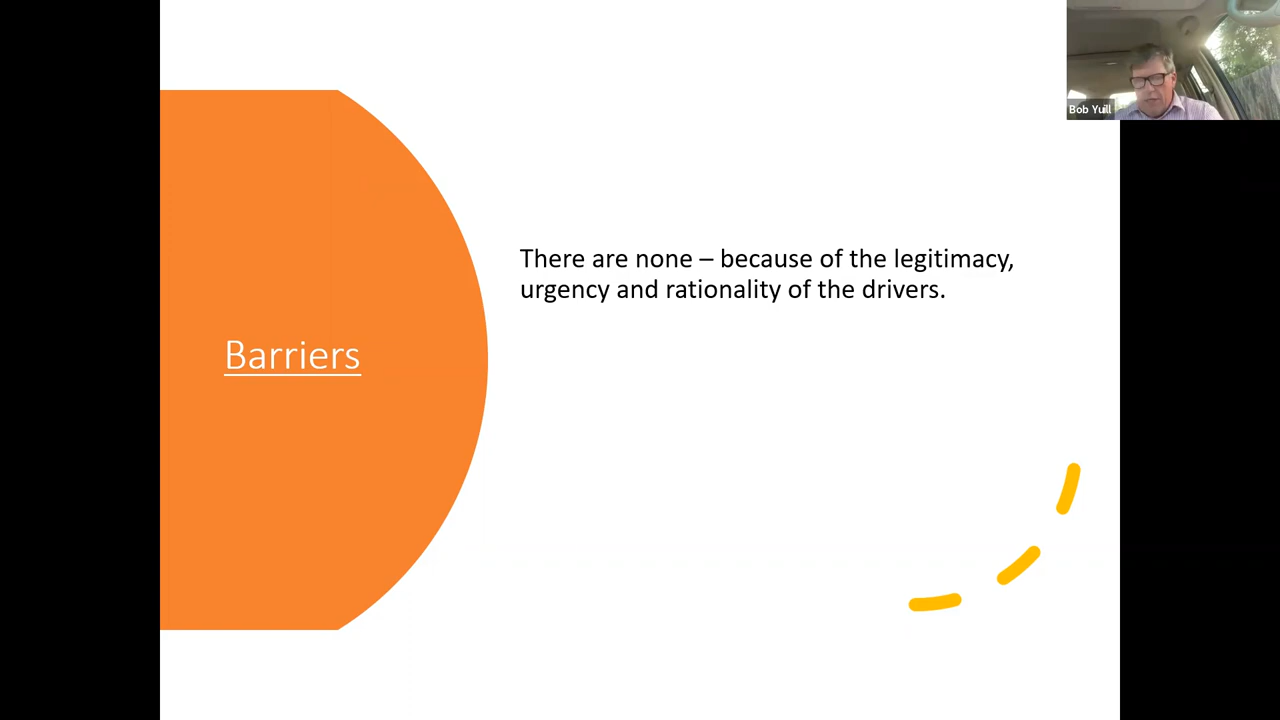 Bob Yuill
There are none – because of the legitimacy,
urgency and rationality of the drivers.
Barriers